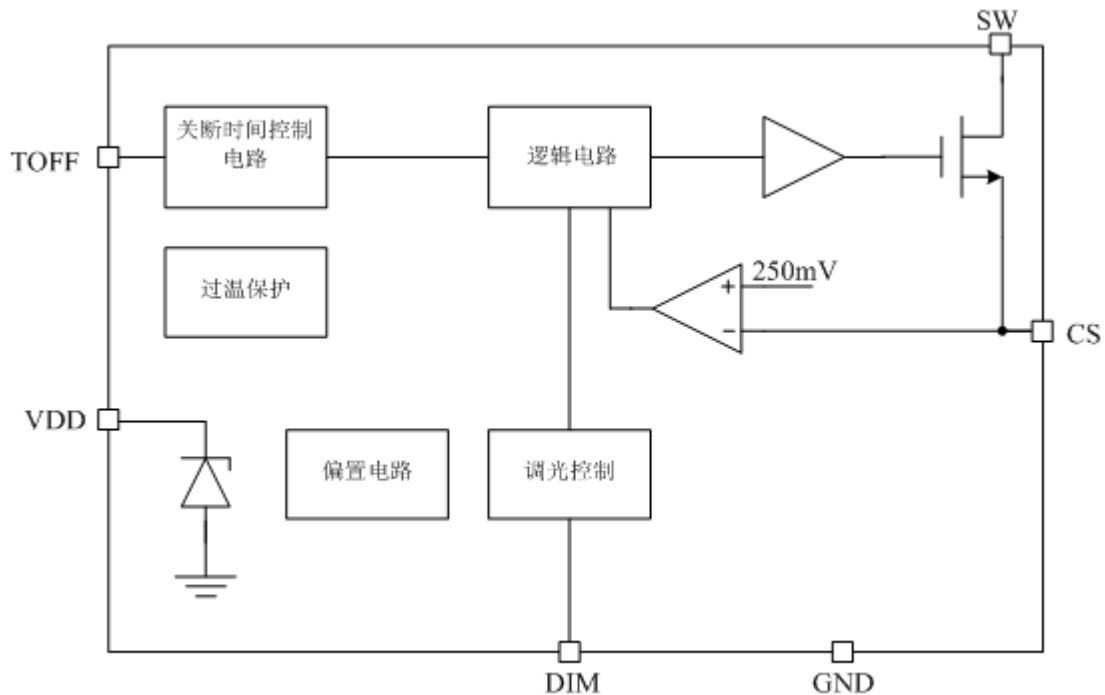 SW
关断时间控制
电路
逻辑电路
TOFF
过温保护
250mV
+
−
CS
VDD
偏置电路
调光控制
DIM
GND